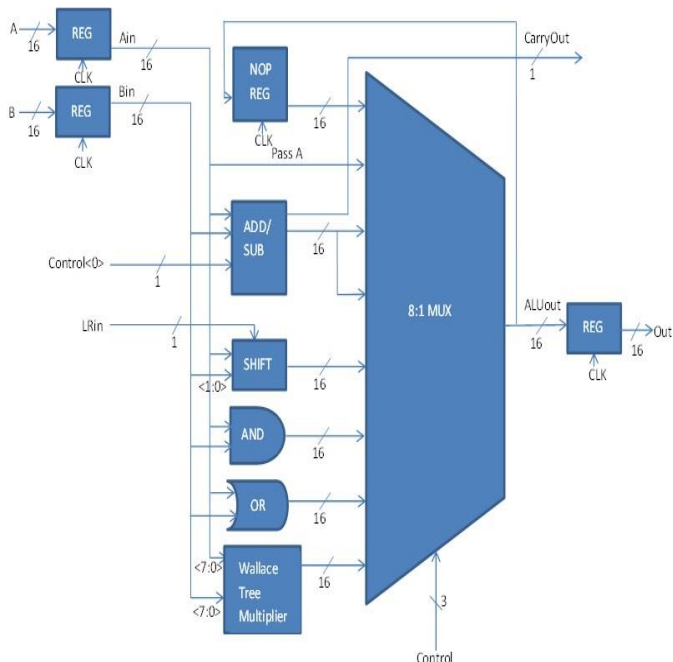 A
16
REG
CLK
Ain
16
B
16
REG
CLK
Bin
16
NOP
REG
CLK
16
CarryOut
1
Pass A
ADD/
SUB
16
Control<0>
1
LRin
1
SHIFT
<1:0>
16
AND
16
OR
16
<7:0>
<7:0>
Wallace
Tree
Multiplier
16
8:1 MUX
3
Control
ALUout
16
REG
CLK
16
Out